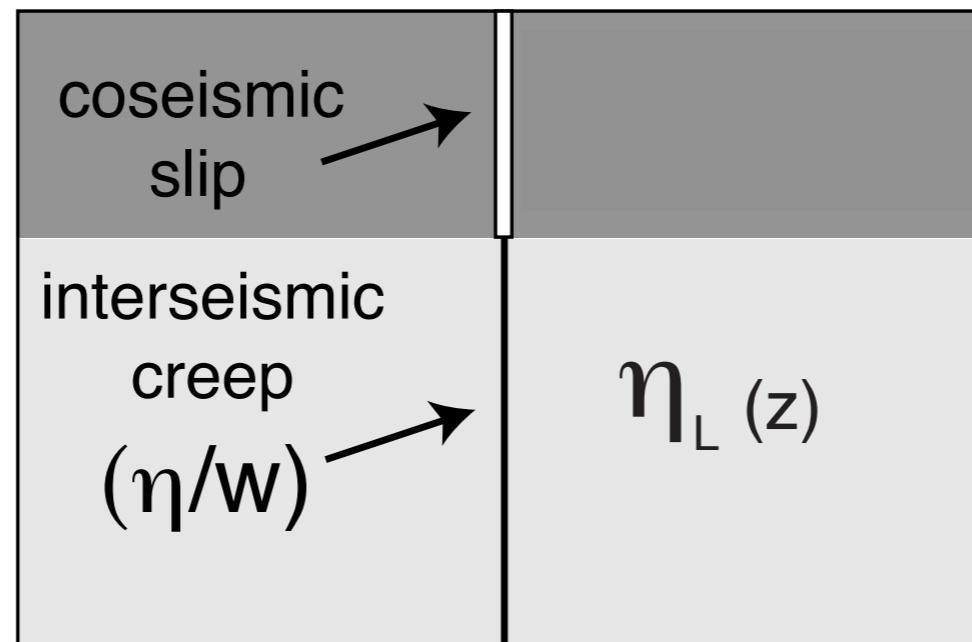 coseismic
slip
interseismic
creep
(η/w)
η_L (z)